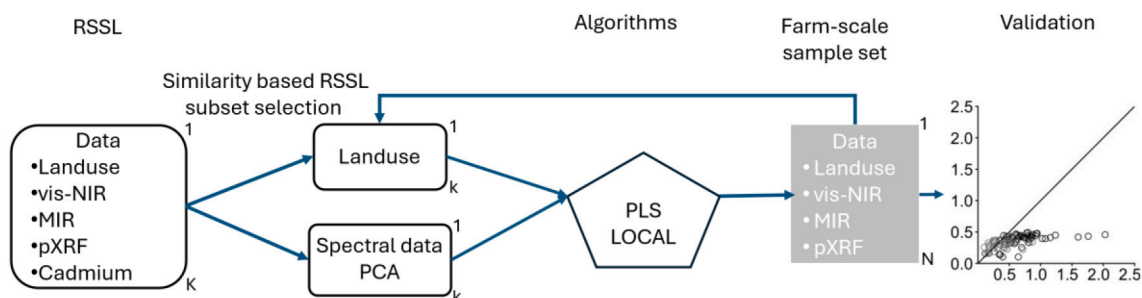 RSSL
Algorithms
Farm-scale
sample set
Validation
Similarity based RSSL
subset selection
1
Data
•Landuse
•vis-NIR
•MIR
•pXRF
•Cadmium
K
1
Landuse
k
1
Spectral data
PCA
k
PLS
LOCAL
1
Data
• Landuse
• vis-NIR
• MIR
• pXRF
N
2.5
2.0
1.5
1.0
0.5
0.0
0.5 1.0 1.5 2.0 2.5